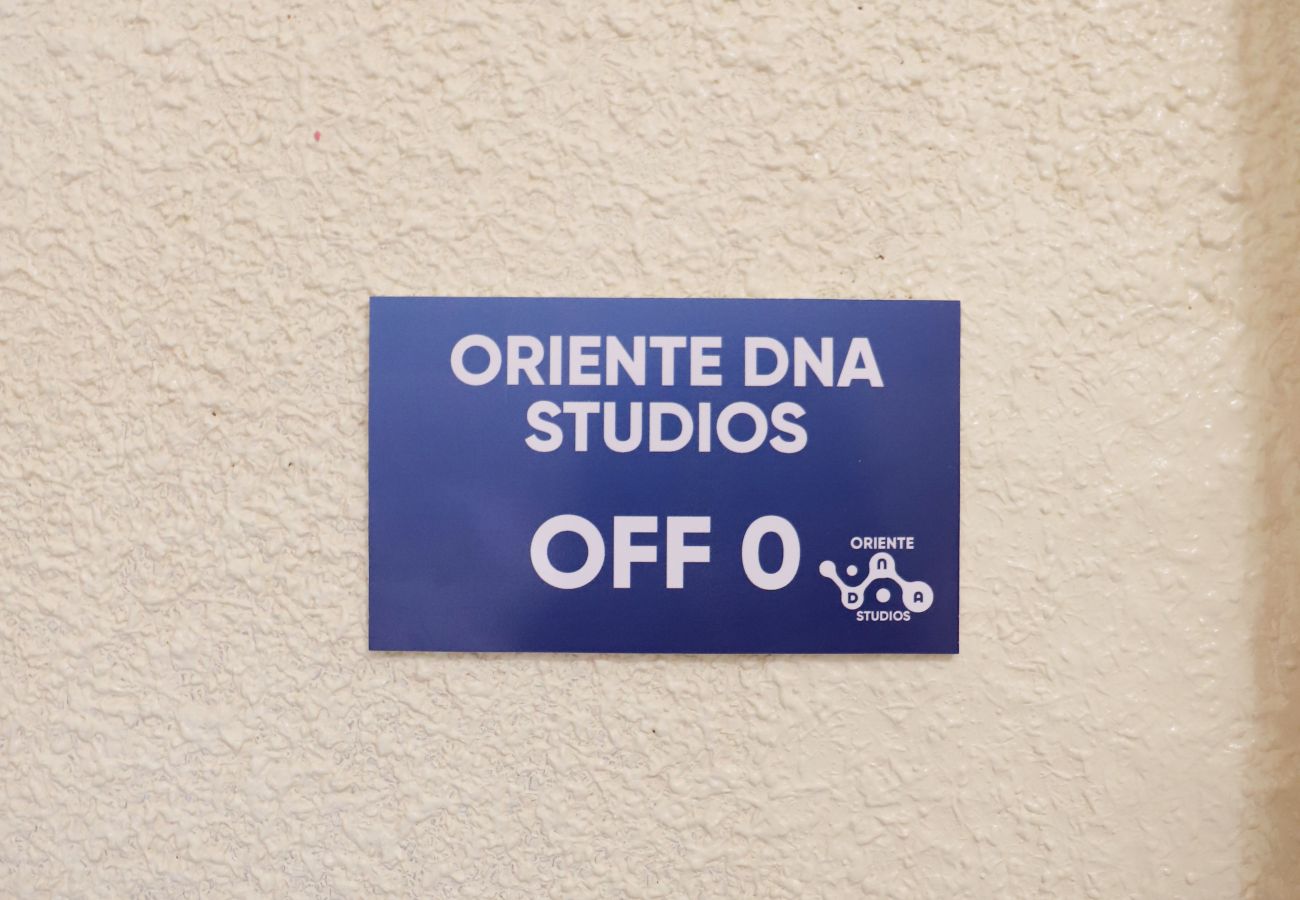 ORIENTE DNA
STUDIOS
OFF 0
ORIENTE
D n A
STUDIOS